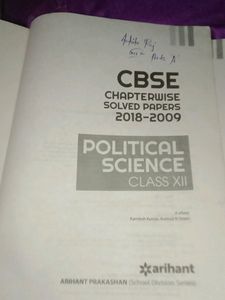 CBSE
CHAPTERWISE
SOLVED PAPERS
2018-2009
POLITICAL
SCIENCE
CLASS XII
arihant
ARIHANT PRAKASHAN (School Division Series)